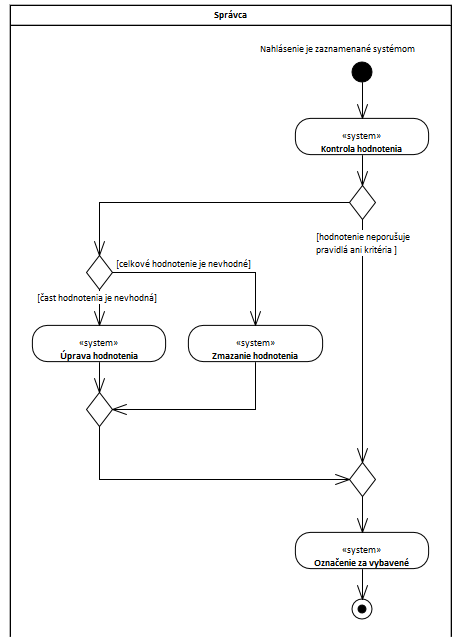 Správca
Nahlásenie je zaznamenané systémom
«system»
Kontrola hodnotenia
[hodnotenie neporušuje
pravidlá ani kritéria ]
[celkové hodnotenie je nevhodné]
[čast hodnotenia je nevhodná]
«system»
Úprava hodnotenia
«system»
Zmazanie hodnotenia
«system»
Označenie za vybavené